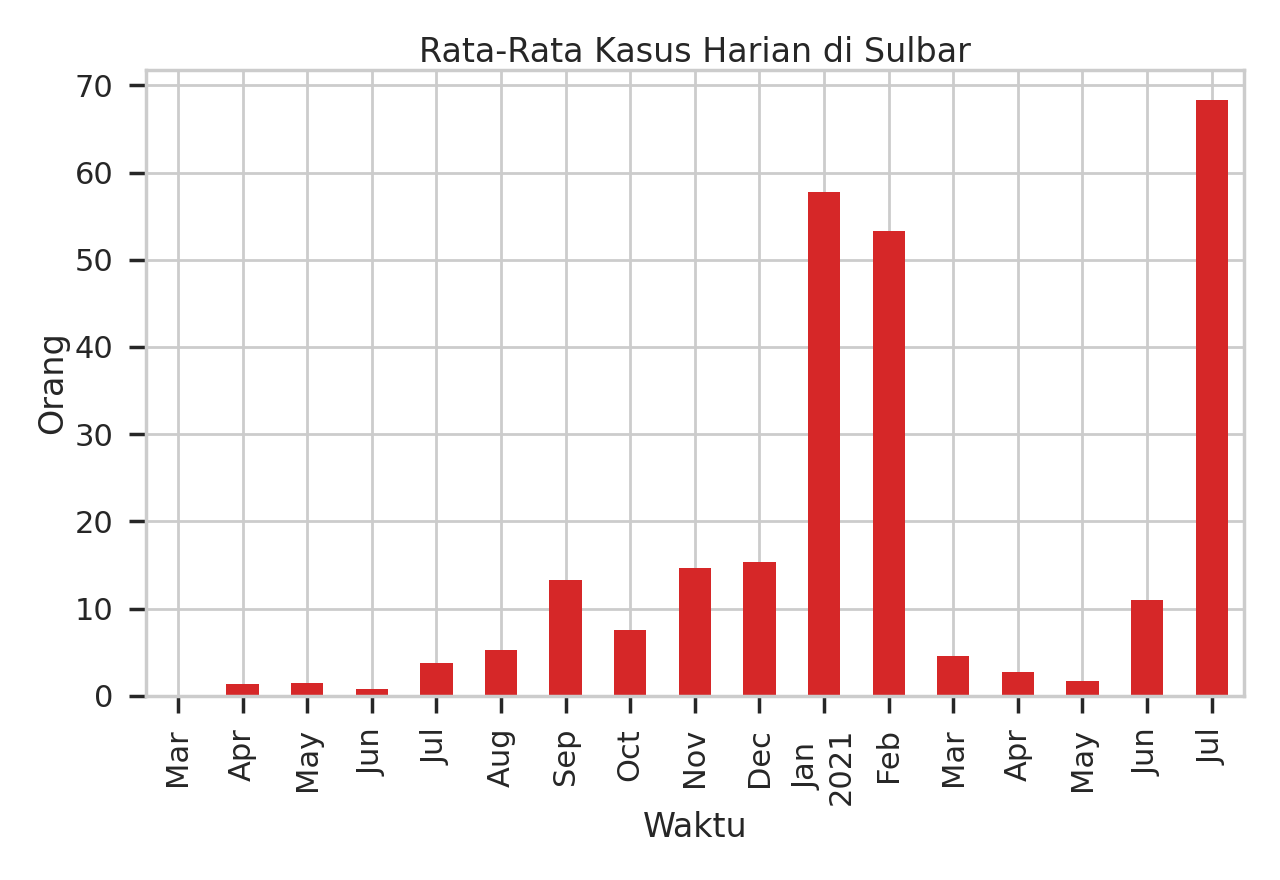 Rata-Rata Kasus Harian di Sulbar
70
60
50
40
30
20
10
0
Orang
Mar
Apr
May
Jun
Jul
Aug
Sep
Oct
Nov
Dec
Jan
2021
Feb
Mar
Apr
May
Jun
Jul
Waktu